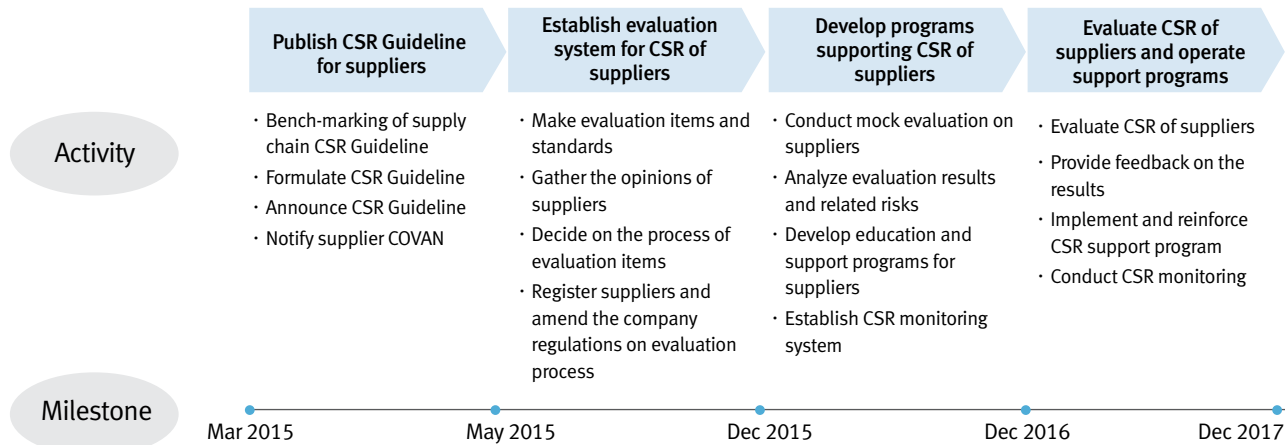 Publish CSR Guideline
for suppliers
Establish evaluation
system for CSR of
suppliers
Develop programs
supporting CSR of
suppliers
Evaluate CSR of
suppliers and operate
support programs
Activity
· Bench-marking of supply
chain CSR Guideline
· Formulate CSR Guideline
· Announce CSR Guideline
· Notify supplier COVAN
· Make evaluation items and
standards
· Gather the opinions of
suppliers
· Decide on the process of
evaluation items
· Register suppliers and
amend the company
regulations on evaluation
process
· Conduct mock evaluation on
suppliers
· Analyze evaluation results
and related risks
· Develop education and
support programs for
suppliers
· Establish CSR monitoring
system
· Evaluate CSR of suppliers
· Provide feedback on the
results
· Implement and reinforce
CSR support program
· Conduct CSR monitoring
Milestone
Mar 2015
May 2015
Dec 2015
Dec 2016
Dec 2017